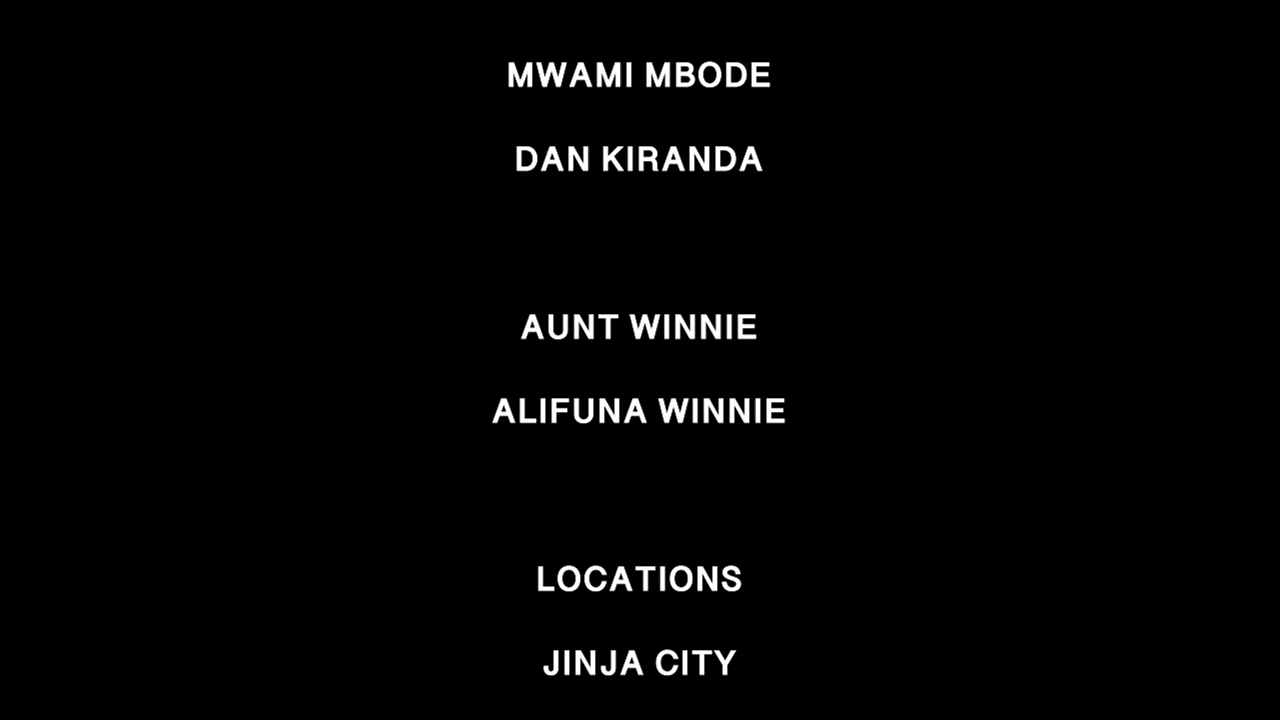 MWAMI MBODE
DAN KIRANDA
AUNT WINNIE
ALIFUNA WINNIE
LOCATIONS
JINJA CITY